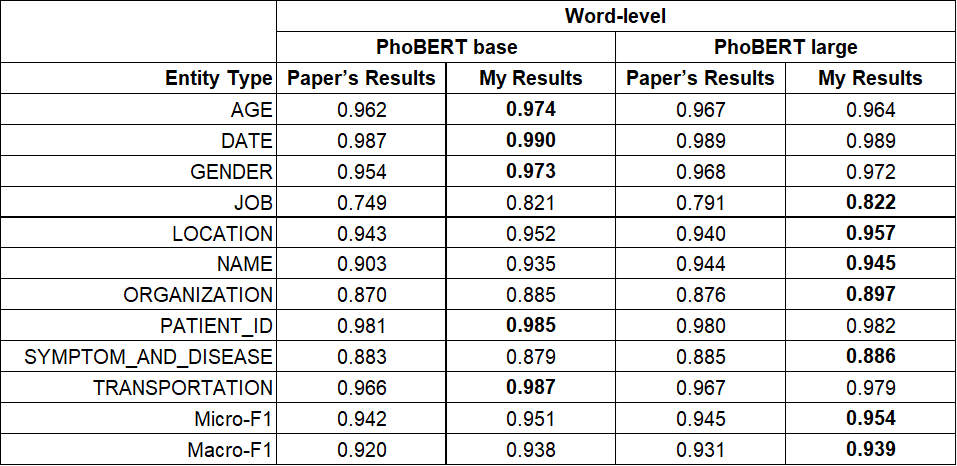 Word-level
PhoBERT base PhoBERT large
Entity Type Paper's Results My Results Paper's Results My Results
AGE 0.962 0.974 0.967 0.964
DATE 0.987 0.990 0.989 0.989
GENDER 0.954 0.973 0.968 0.972
JOB 0.749 0.821 0.791 0.822
LOCATION 0.943 0.952 0.940 0.957
NAME 0.903 0.935 0.944 0.945
ORGANIZATION 0.870 0.885 0.876 0.897
PATIENT_ID 0.981 0.985 0.980 0.982
SYMPTOM_AND_DISEASE 0.883 0.879 0.885 0.886
TRANSPORTATION 0.966 0.987 0.967 0.979
Micro-F1 0.942 0.951 0.945 0.954
Macro-F1 0.920 0.938 0.931 0.939